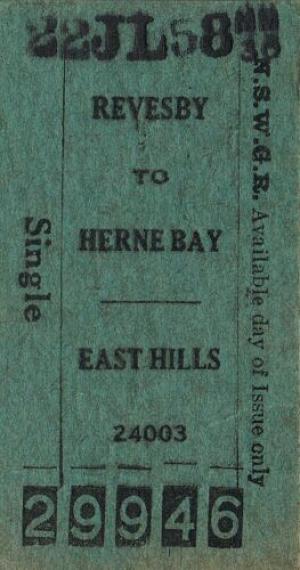 22JL58
REVESBY
TO
HERNE BAY
EAST HILLS
24003
29946
Single
N.S.W.G.R. Available day of Issue only